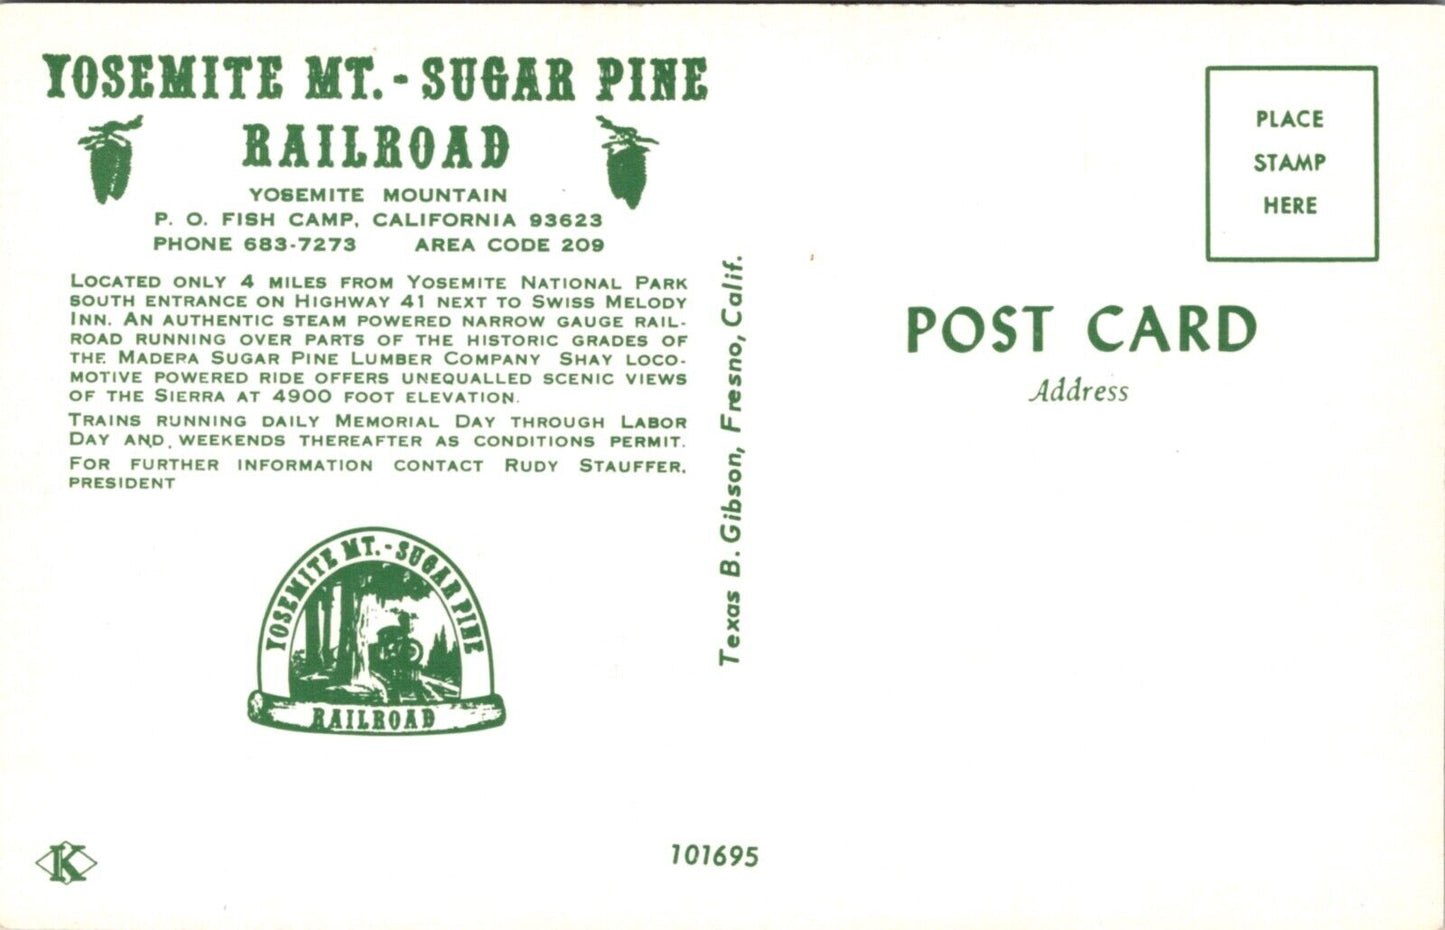 YOSEMITE MT. - SUGAR PINE
RAILROAD
YOSEMITE MOUNTAIN
P. O. FISH CAMP, CALIFORNIA 93623
PHONE 683-7273 AREA CODE 209
LOCATED ONLY 4 MILES FROM YOSEMITE NATIONAL PARK
SOUTH ENTRANCE ON HIGHWAY 41 NEXT TO SWISS MELODY
INN. AN AUTHENTIC STEAM POWERED NARROW GAUGE RAIL-
ROAD RUNNING OVER PARTS OF THE HISTORIC GRADES OF
THE MADERA SUGAR PINE LUMBER COMPANY SHAY LOCO-
MOTIVE POWERED RIDE OFFERS UNEQUALLED SCENIC VIEWS
OF THE SIERRA AT 4900 FOOT ELEVATION.
TRAINS RUNNING DAILY MEMORIAL DAY THROUGH LABOR
DAY AND WEEKENDS THEREAFTER AS CONDITIONS PERMIT.
FOR FURTHER INFORMATION CONTACT RUDY STAUFFER,
PRESIDENT
YOSEMITE MT. - SUGAR PINE
RAILROAD
K
Texas B. Gibson, Fresno, Calif.
101695
PLACE
STAMP
HERE
POST CARD
Address